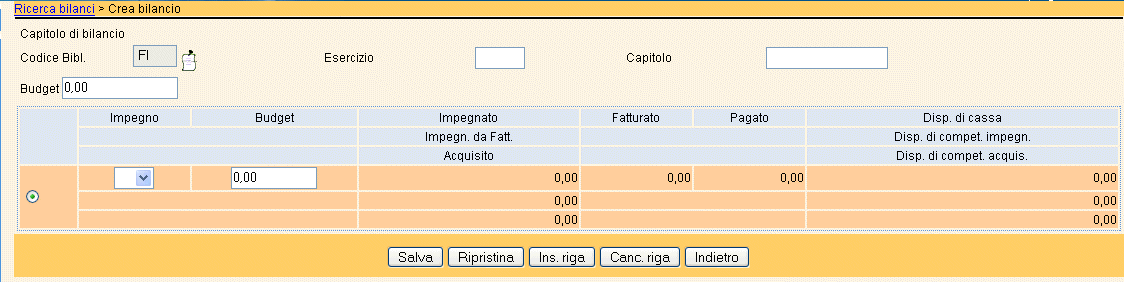 Ricerca bilanci > Crea bilancio
Capitolo di bilancio
Codice Bibl. FI Esercizio Capitolo
Budget 0,00
Impegno Budget Impegnato Fatturato Pagato Disp. di cassa
Impegn. da Fatt. Disp. di compet. impegn.
Acquisito Disp. di compet. acquis.
0,00 0,00 0,00 0,00 0,00
0,00 0,00
0,00 0,00
Salva Ripristina Ins. riga Canc. riga Indietro